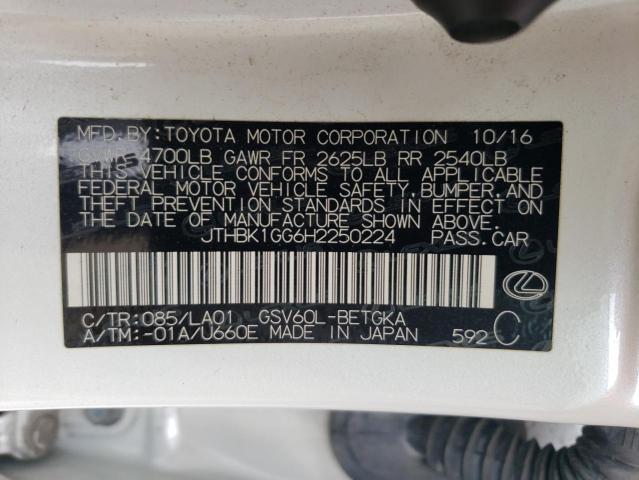 MFD. BY: TOYOTA MOTOR CORPORATION 10/16
GVWR 4700LB GAWR FR 2625LB RR 2540LB
THIS VEHICLE CONFORMS TO ALL APPLICABLE
FEDERAL MOTOR VEHICLE SAFETY, BUMPER, AND
THEFT PREVENTION STANDARDS IN EFFECT ON
THE DATE OF MANUFACTURE SHOWN ABOVE.
JTHBK1GG6H2250224 PASS. CAR
C/TR: 085/LA01 GSV60L-BETGKA
A/TM: -01A/U660E MADE IN JAPAN 592 C